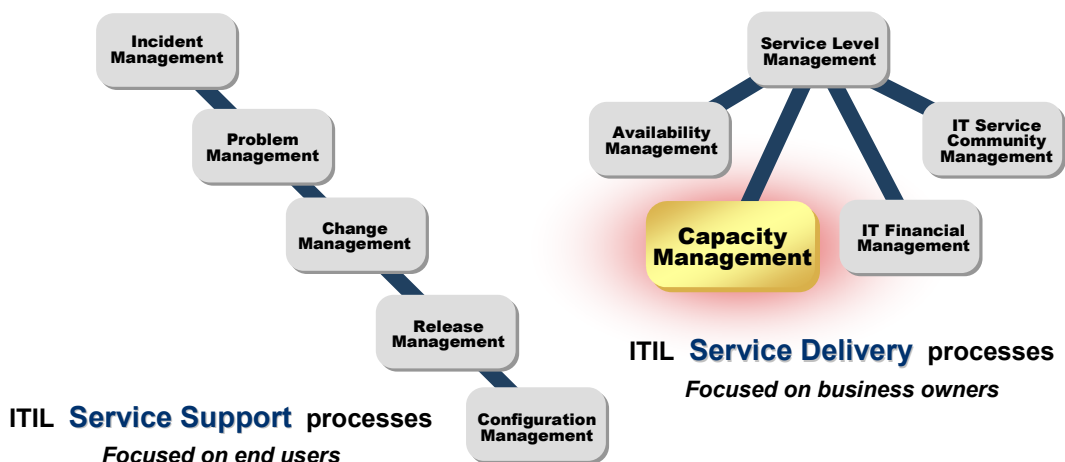 Incident
Management
Problem
Management
Change
Management
Release
Management
Configuration
Management
ITIL Service Support processes
Focused on end users
Service Level
Management
Availability
Management
IT Service
Community
Management
Capacity
Management
IT Financial
Management
ITIL Service Delivery processes
Focused on business owners